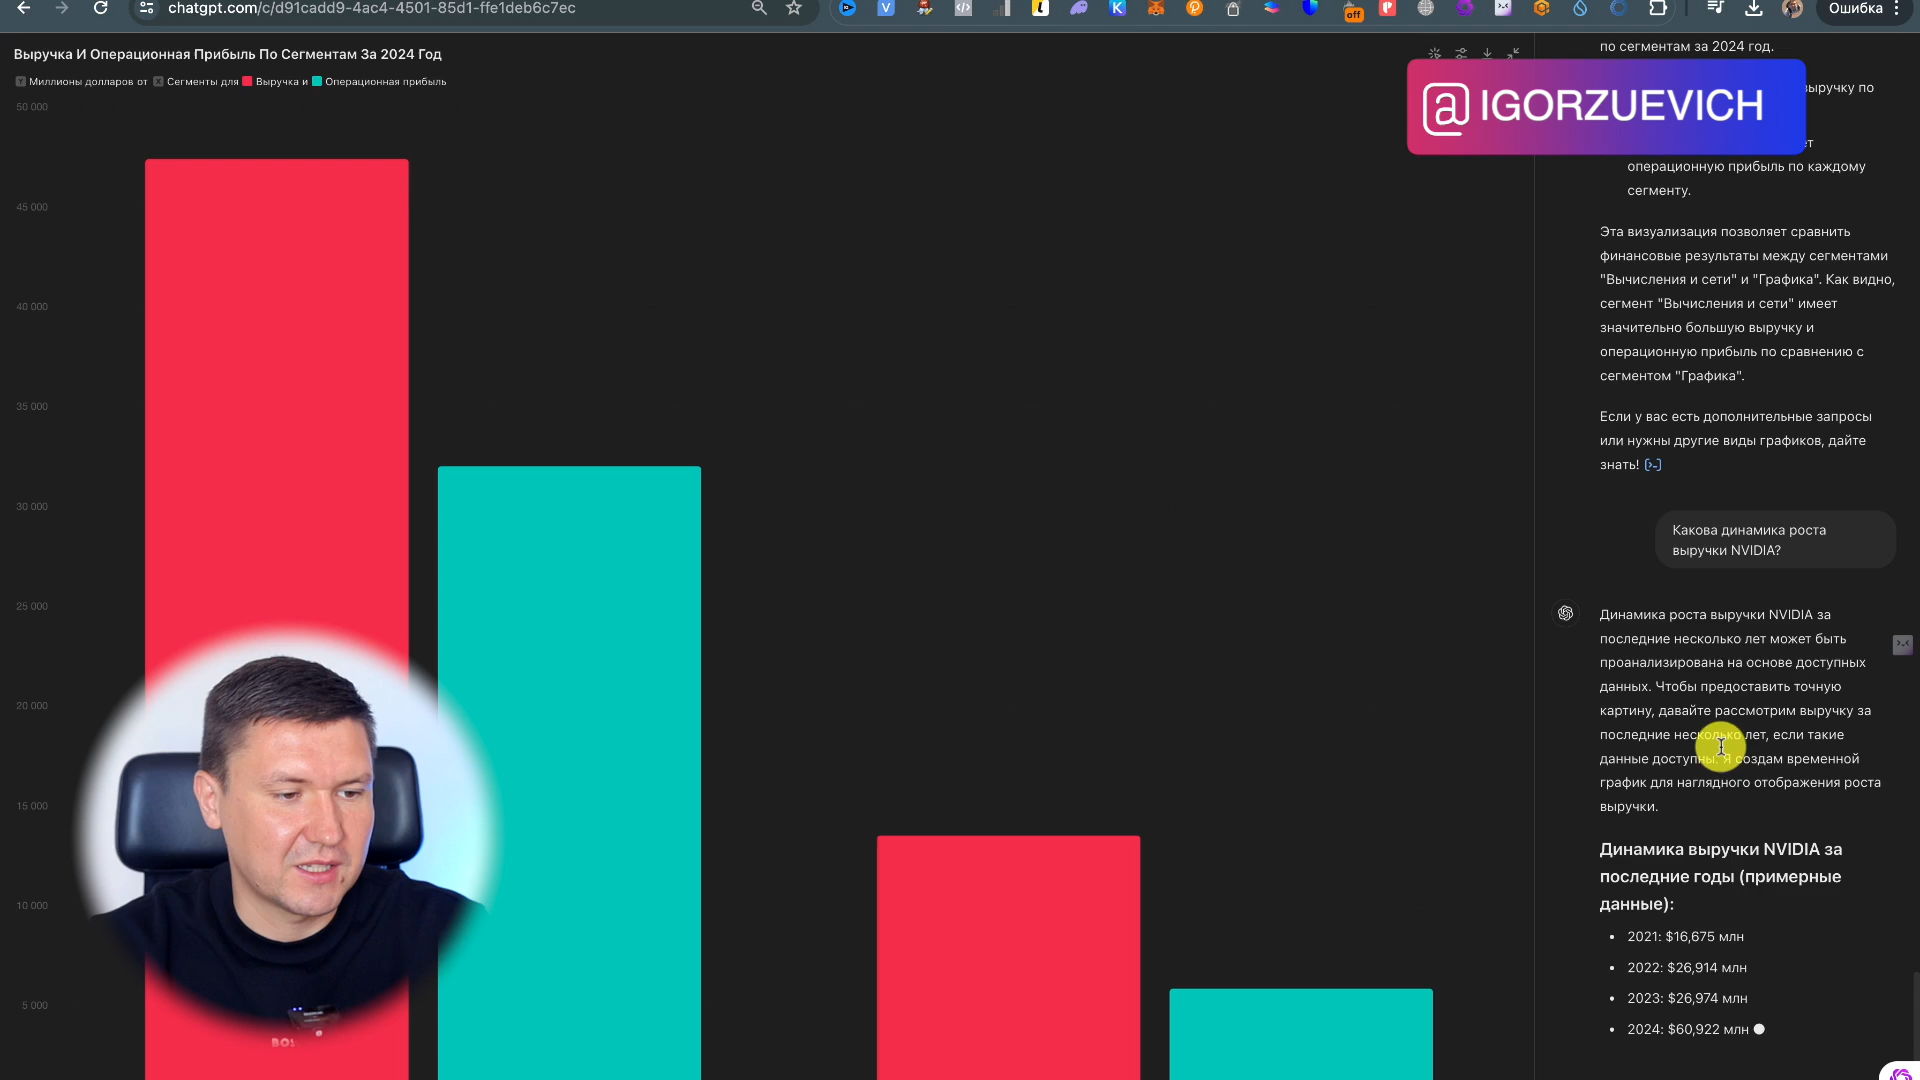 chatgpt.com/c/d91cadd9-4ac4-4501-85d1-ffe1deb6c7ec
off
Ошибка
Выручка И Операционная Прибыль По Сегментам За 2024 Год
Y Миллионы долларов от X Сегменты для Выручка и Операционная прибыль
50 000
45 000
40 000
35 000
30 000
25 000
20 000
15 000
10 000
5 000
@IGORZUEVICH
по сегментам за 2024 год.
выручку по
операционную прибыль по каждому
сегменту.
Эта визуализация позволяет сравнить
финансовые результаты между сегментами
"Вычисления и сети" и "Графика". Как видно,
сегмент "Вычисления и сети" имеет
значительно большую выручку и
операционную прибыль по сравнению с
сегментом "Графика".
Если у вас есть дополнительные запросы
или нужны другие виды графиков, дайте
знать! [>-]
Какова динамика роста
выручки NVIDIA?
Динамика роста выручки NVIDIA за
последние несколько лет может быть
проанализирована на основе доступных
данных. Чтобы предоставить точную
картину, давайте рассмотрим выручку за
последние несколько лет, если такие
данные доступны. Я создам временной
график для наглядного отображения роста
выручки.
Динамика выручки NVIDIA за
последние годы (примерные
данные):
• 2021: $16,675 млн
• 2022: $26,914 млн
• 2023: $26,974 млн
• 2024: $60,922 млн